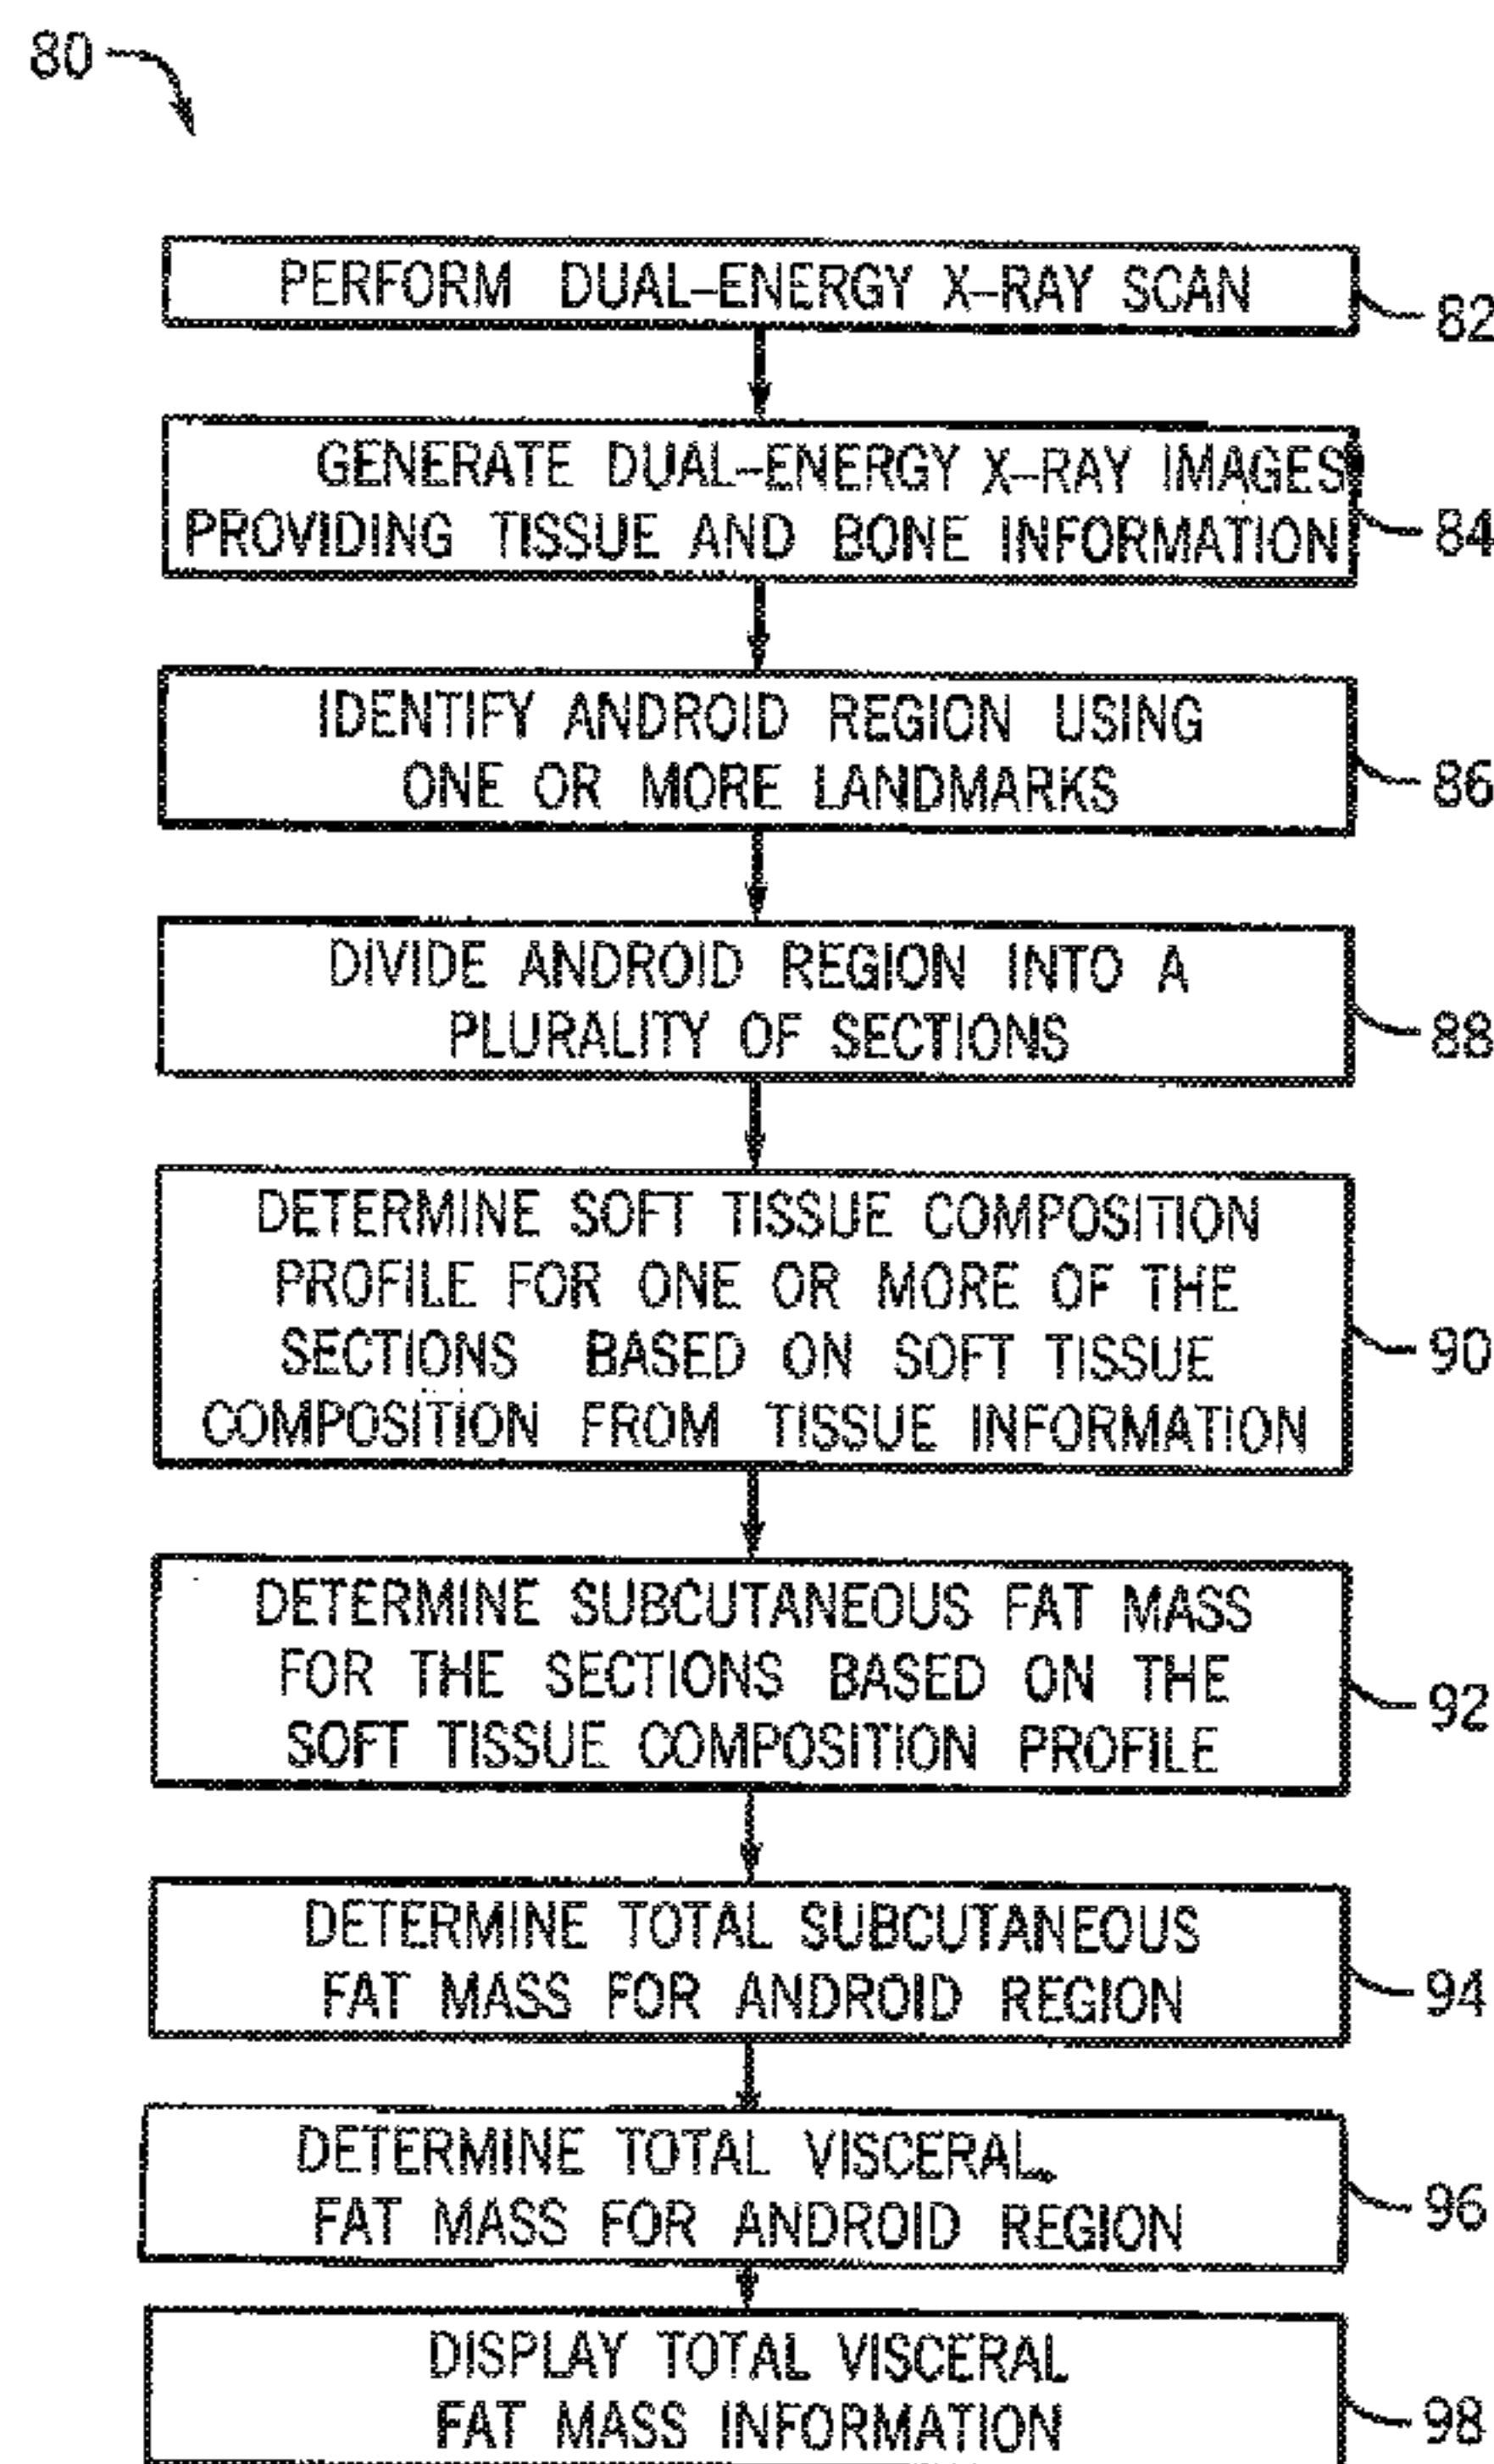 80
PERFORM DUAL-ENERGY X-RAY SCAN
82
GENERATE DUAL-ENERGY X-RAY IMAGES
PROVIDING TISSUE AND BONE INFORMATION
84
IDENTIFY ANDROID REGION USING
ONE OR MORE LANDMARKS
86
DIVIDE ANDROID REGION INTO A
PLURALITY OF SECTIONS
88
DETERMINE SOFT TISSUE COMPOSITION
PROFILE FOR ONE OR MORE OF THE
SECTIONS BASED ON SOFT TISSUE
COMPOSITION FROM TISSUE INFORMATION
90
DETERMINE SUBCUTANEOUS FAT MASS
FOR THE SECTIONS BASED ON THE
SOFT TISSUE COMPOSITION PROFILE
92
DETERMINE TOTAL SUBCUTANEOUS
FAT MASS FOR ANDROID REGION
94
DETERMINE TOTAL VISCERAL
FAT MASS FOR ANDROID REGION
96
DISPLAY TOTAL VISCERAL
FAT MASS INFORMATION
98